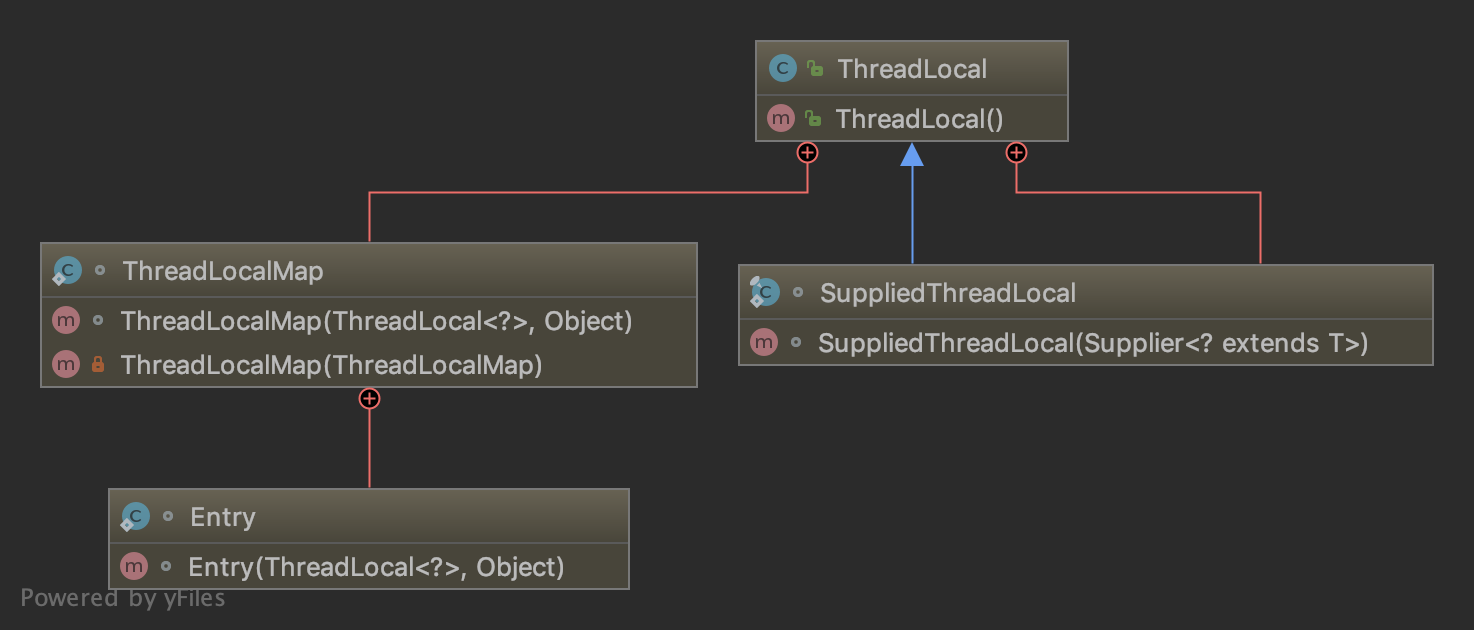 ThreadLocal
ThreadLocal()
ThreadLocalMap
ThreadLocalMap(ThreadLocal<?>, Object)
ThreadLocalMap(ThreadLocalMap)
SuppliedThreadLocal
SuppliedThreadLocal(Supplier<? extends T>)
Entry
Entry(ThreadLocal<?>, Object)
Powered by yFiles